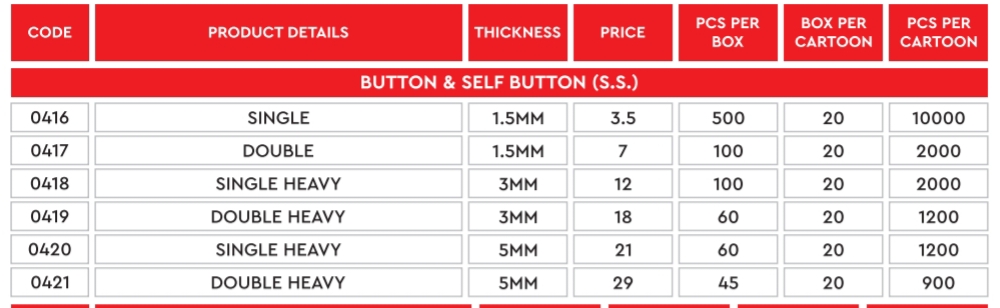 CODE PRODUCT DETAILS THICKNESS PRICE PCS PER BOX BOX PER CARTOON PCS PER CARTOON
BUTTON & SELF BUTTON (S.S.)
0416 SINGLE 1.5MM 3.5 500 20 10000
0417 DOUBLE 1.5MM 7 100 20 2000
0418 SINGLE HEAVY 3MM 12 100 20 2000
0419 DOUBLE HEAVY 3MM 18 60 20 1200
0420 SINGLE HEAVY 5MM 21 60 20 1200
0421 DOUBLE HEAVY 5MM 29 45 20 900